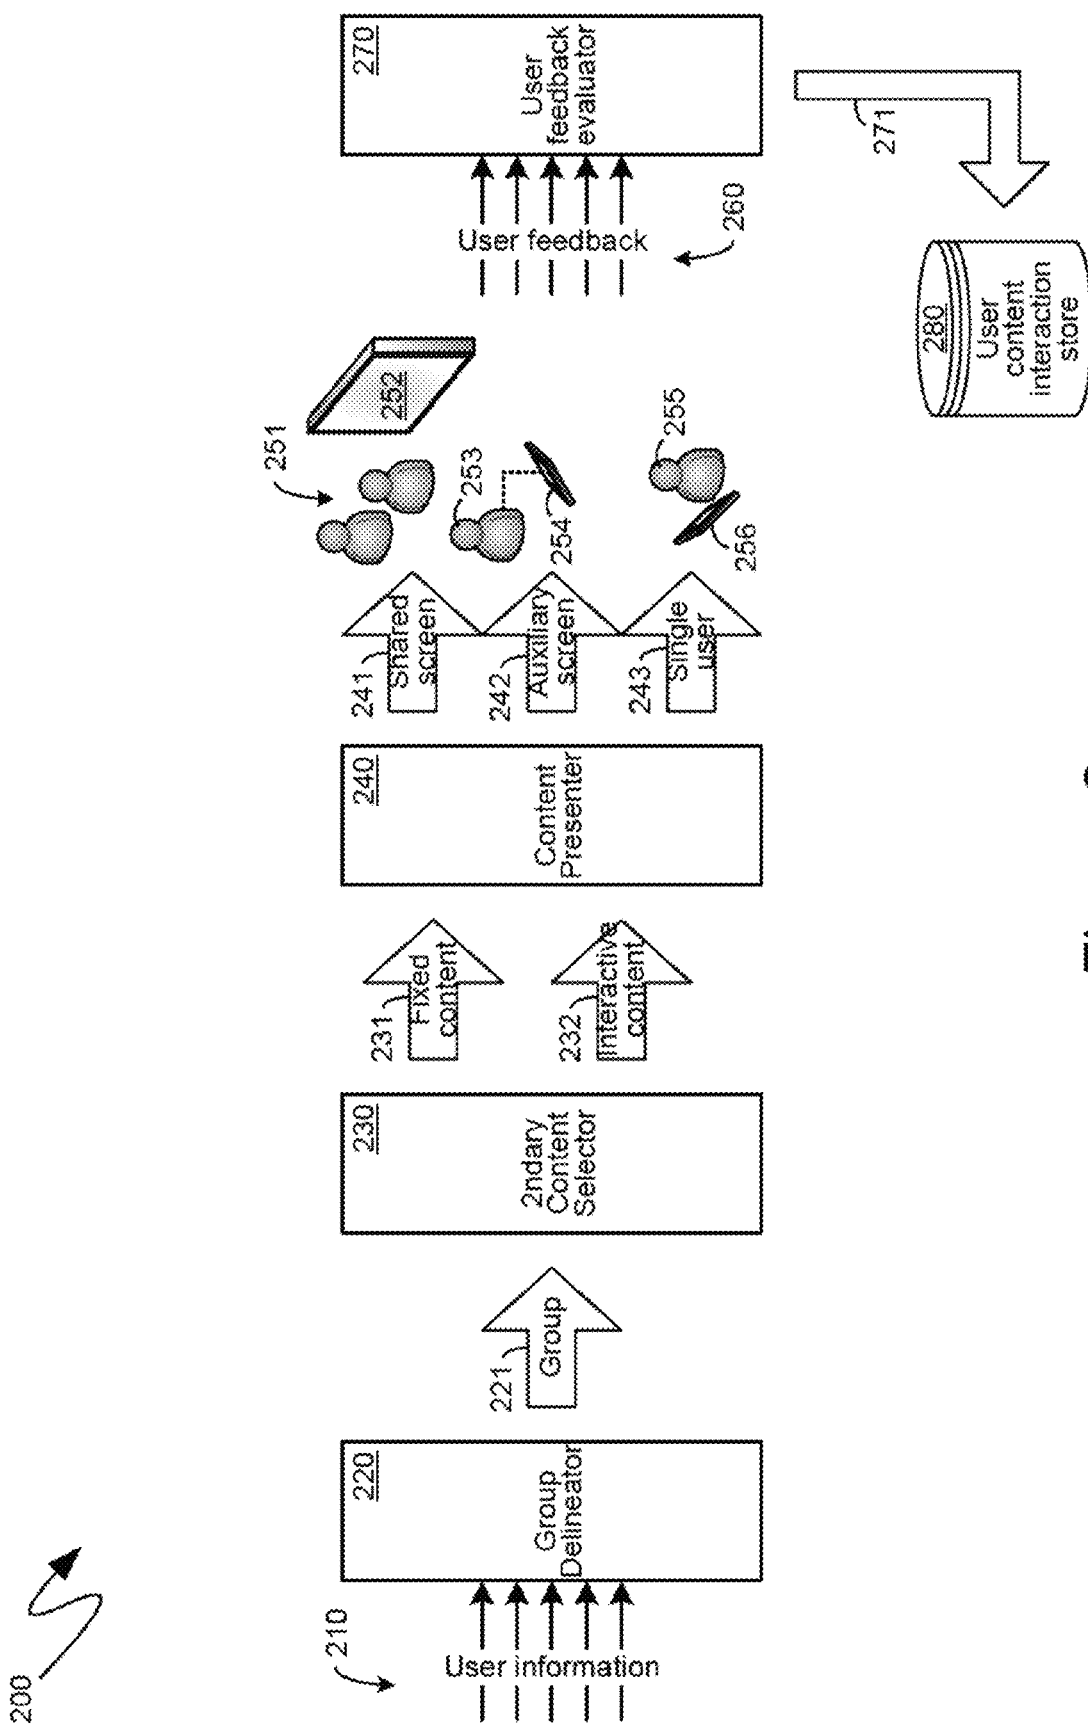 200
210
User information
220
Group
Delineator
221
Group
230
2ndary
Content
Selector
231
Fixed
content
232
Interactive
content
240
Content
Presenter
241
Shared
screen
242
Auxiliary
screen
243
Single
user
251
252
253
254
255
256
User feedback
260
270
User
feedback
evaluator
271
280
User
content
interaction
store